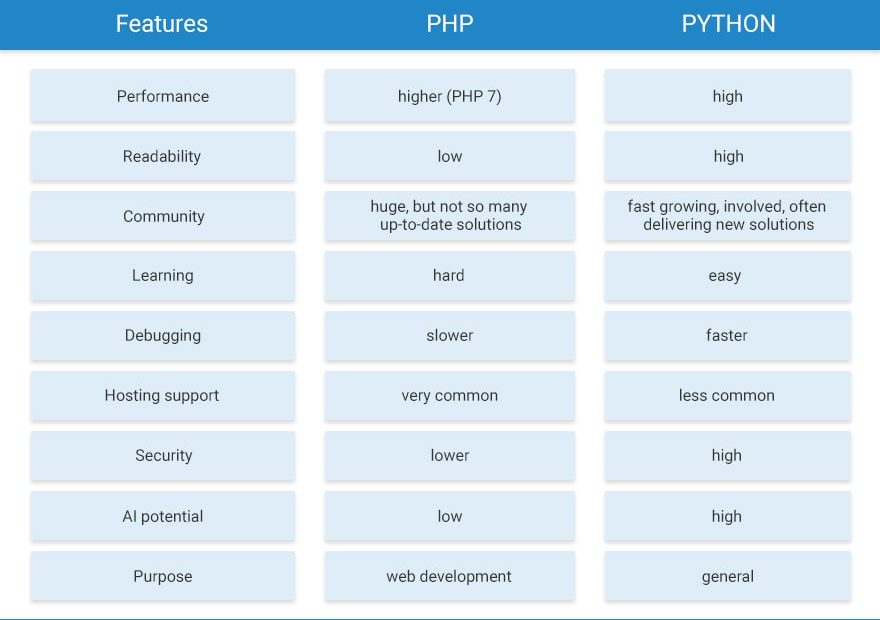 Features PHP PYTHON
Performance higher (PHP 7) high
Readability low high
Community huge, but not so many up-to-date solutions fast growing, involved, often delivering new solutions
Learning hard easy
Debugging slower faster
Hosting support very common less common
Security lower high
AI potential low high
Purpose web development general